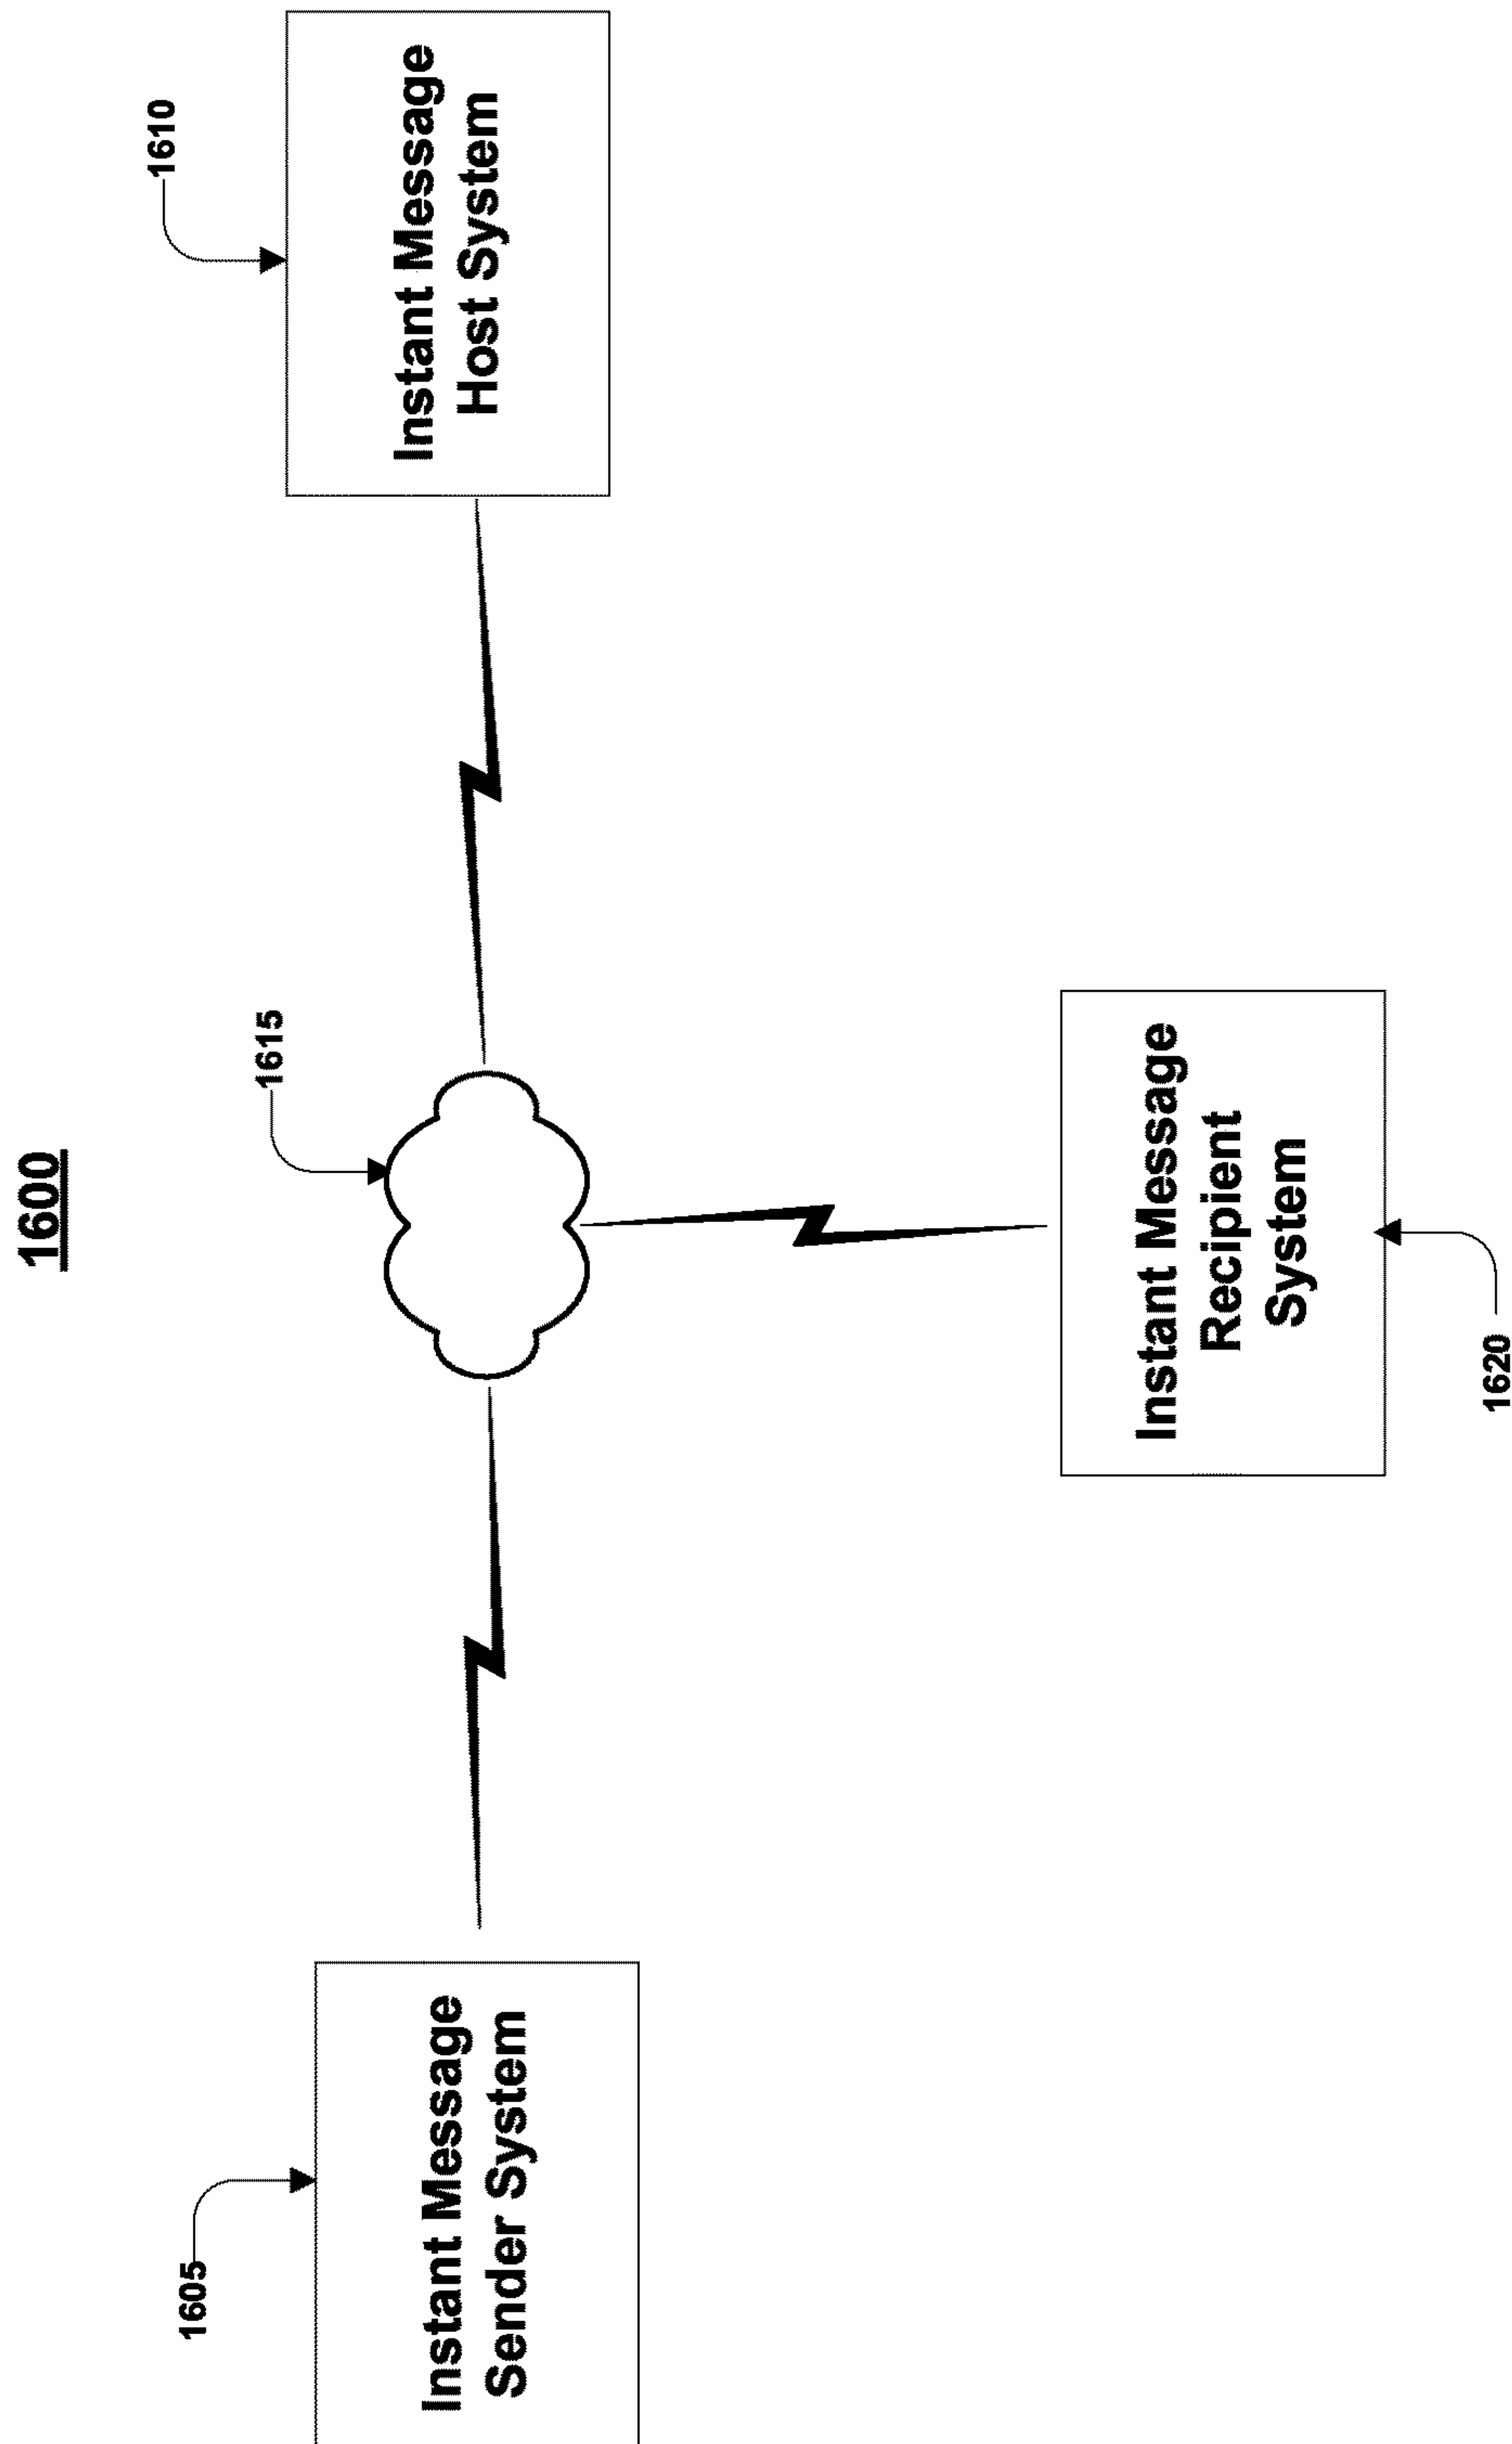 1600
1605
1615
1610
Instant Message
Sender System
Instant Message
Host System
Instant Message
Recipient
System
1620